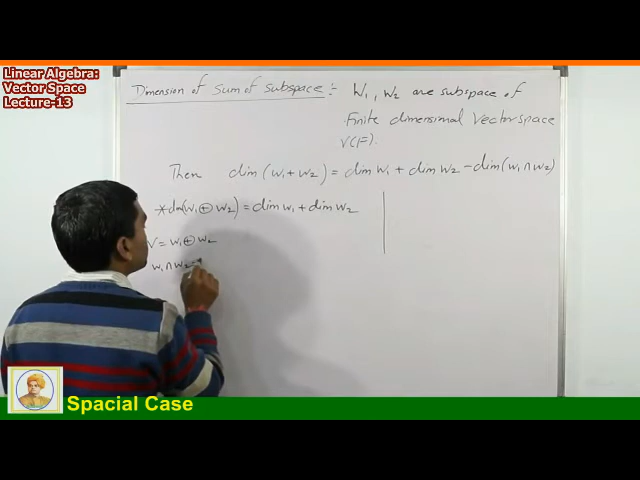 Linear Algebra:
Vector Space
Lecture-13
Dimension of Sum of Subspace :- W₁, W₂ are subspace of
Finite dimensional Vector space
V(F).
Then dim (W₁ + W₂) = dim W₁ + dim W₂ - dim (W₁ ∩ W₂)
* dim (W₁ ⊕ W₂) = dim W₁ + dim W₂
V = W₁ ⊕ W₂
W₁ ∩ W₂ =
Spacial Case